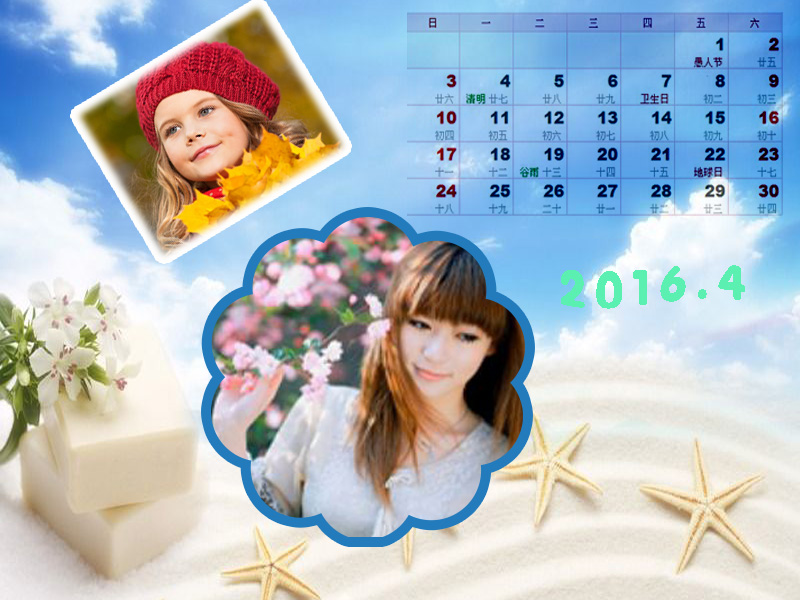 日 一 二 三 四 五 六
1 2
愚人节 廿五
3 4 5 6 7 8 9
廿六 清明 廿七 廿八 廿九 卫生日 初二 初三
10 11 12 13 14 15 16
初四 初五 初六 初七 初八 初九 初十
17 18 19 20 21 22 23
十一 十二 谷雨 十三 十四 十五 地球日 十七
24 25 26 27 28 29 30
十八 十九 二十 廿一 廿二 廿三 廿四
2016.4